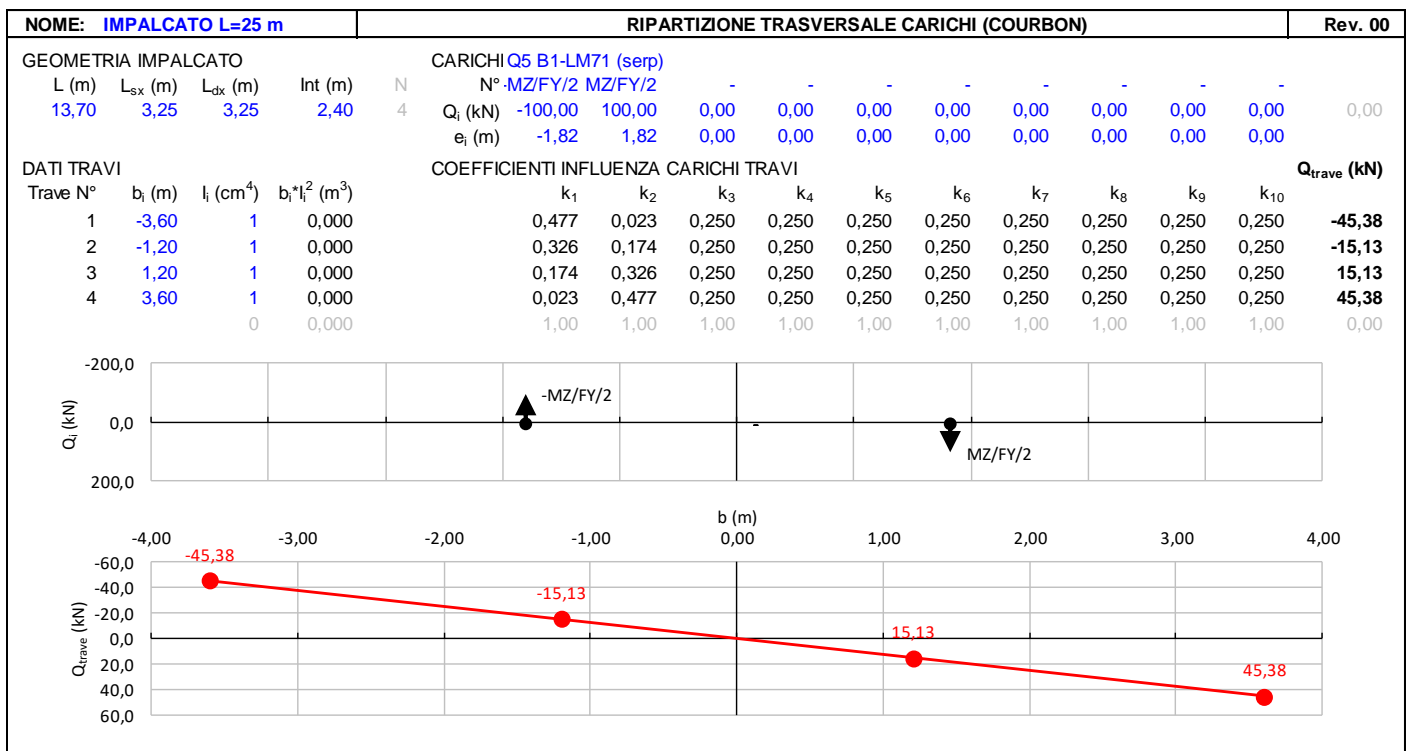 NOME: IMPALCATO L=25 m RIPARTIZIONE TRASVERSALE CARICHI (COURBON) Rev. 00
GEOMETRIA IMPALCATO CARICHI Q5 B1-LM71 (serp)
L (m) Lsx (m) Ldx (m) Int (m) N N° -MZ/FY/2 MZ/FY/2 - - - - - - - -
13,70 3,25 3,25 2,40 4 Qi (kN) -100,00 100,00 0,00 0,00 0,00 0,00 0,00 0,00 0,00 0,00 0,00
ei (m) -1,82 1,82 0,00 0,00 0,00 0,00 0,00 0,00 0,00 0,00
DATI TRAVI COEFFICIENTI INFLUENZA CARICHI TRAVI Qtrave (kN)
Trave N° bi (m) Ii (cm4) bi*Ii2 (m3) k1 k2 k3 k4 k5 k6 k7 k8 k9 k10
1 -3,60 1 0,000 0,477 0,023 0,250 0,250 0,250 0,250 0,250 0,250 0,250 0,250 -45,38
2 -1,20 1 0,000 0,326 0,174 0,250 0,250 0,250 0,250 0,250 0,250 0,250 0,250 -15,13
3 1,20 1 0,000 0,174 0,326 0,250 0,250 0,250 0,250 0,250 0,250 0,250 0,250 15,13
4 3,60 1 0,000 0,023 0,477 0,250 0,250 0,250 0,250 0,250 0,250 0,250 0,250 45,38
0 0,000 1,00 1,00 1,00 1,00 1,00 1,00 1,00 1,00 1,00 1,00 0,00
-200,0
-MZ/FY/2
0,0
-
Qi (kN)
MZ/FY/2
200,0
b (m)
-4,00 -3,00 -2,00 -1,00 0,00 1,00 2,00 3,00 4,00
-60,0
-45,38
-40,0
-15,13
-20,0
0,0
15,13
Qtrave (kN)
20,0
45,38
40,0
60,0